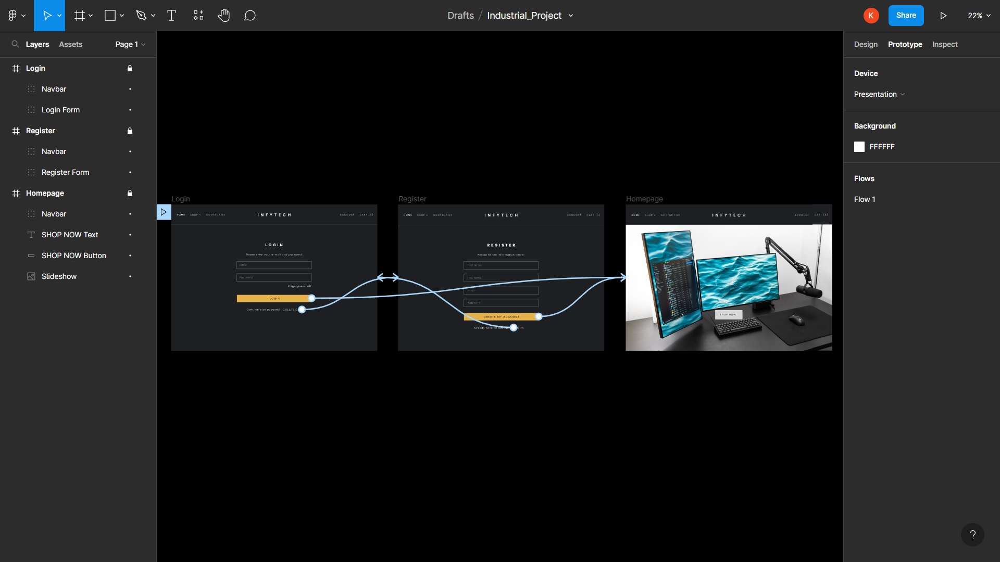 Drafts / Industrial_Project
K
Share
22%
Layers Assets Page 1
Login
Navbar
Login Form
Register
Navbar
Register Form
Homepage
Navbar
SHOP NOW Text
SHOP NOW Button
Slideshow
Login
HOME SHOP + CONTACT US INFYTECH ACCOUNT CART (0)
LOGIN
Please enter your e-mail and password:
Email
Password
Forgot password?
LOGIN
Dont have an account? CREATE O
Register
HOME SHOP + CONTACT US INFYTECH ACCOUNT CART (0)
REGISTER
Please fill the information below:
First name
Last name
Email
Password
CREATE MY ACCOUNT
Already have an account IN
Homepage
HOME SHOP + CONTACT US INFYTECH ACCOUNT CART (0)
SHOP NOW
Design Prototype Inspect
Device
Presentation
Background
FFFFFF
Flows
Flow 1
?